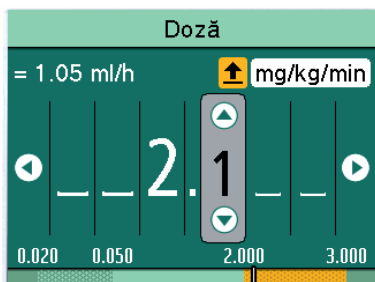 Doză
= 1.05 ml/h mg/kg/min
_ _ 2.1 _ _
0.020 0.050 2.000 3.000